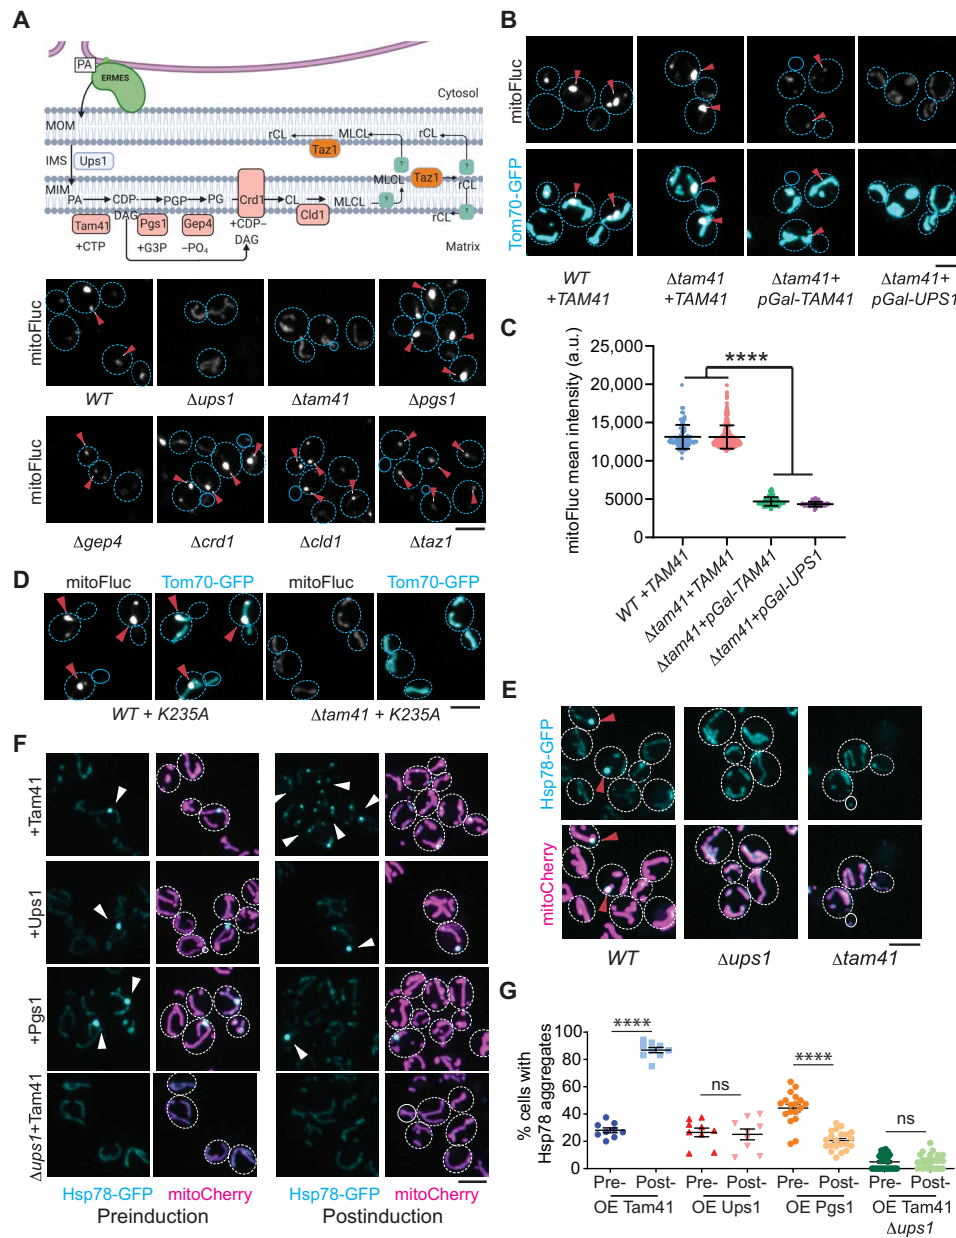 A
PA
ERMES
Cytosol
MOM
rCL
MLCL
rCL
Taz1
?
?
IMS
Ups1
MLCL
Taz1
rCL
MIM
PA
CDP-
DAG
PGP
PG
Crd1
CL
MLCL
?
rCL
?
Tam41
Pgs1
Gep4
Cld1
+CTP
+G3P
–PO₄
+CDP–
DAG
Matrix
mitoFluc
WT
Δups1
Δtam41
Δpgs1
mitoFluc
Δgep4
Δcrd1
Δcld1
Δtaz1
B
mitoFluc
Tom70-GFP
WT
+TAM41
Δtam41
+TAM41
Δtam41+
pGal-TAM41
Δtam41+
pGal-UPS1
C
mitoFluc mean intensity (a.u.)
25,000
20,000
15,000
10,000
5000
0
****
WT +TAM41
Δtam41+TAM41
Δtam41+pGal-TAM41
Δtam41+pGal-UPS1
D
mitoFluc
Tom70-GFP
mitoFluc
Tom70-GFP
WT + K235A
Δtam41 + K235A
E
Hsp78-GFP
mitoCherry
WT
Δups1
Δtam41
F
+Tam41
+Ups1
+Pgs1
Δups1+Tam41
Hsp78-GFP
mitoCherry
Hsp78-GFP
mitoCherry
Preinduction
Postinduction
G
% cells with
Hsp78 aggregates
100
80
60
40
20
0
****
ns
****
ns
Pre- Post-
OE Tam41
Pre- Post-
OE Ups1
Pre- Post-
OE Pgs1
Pre- Post-
OE Tam41
Δups1